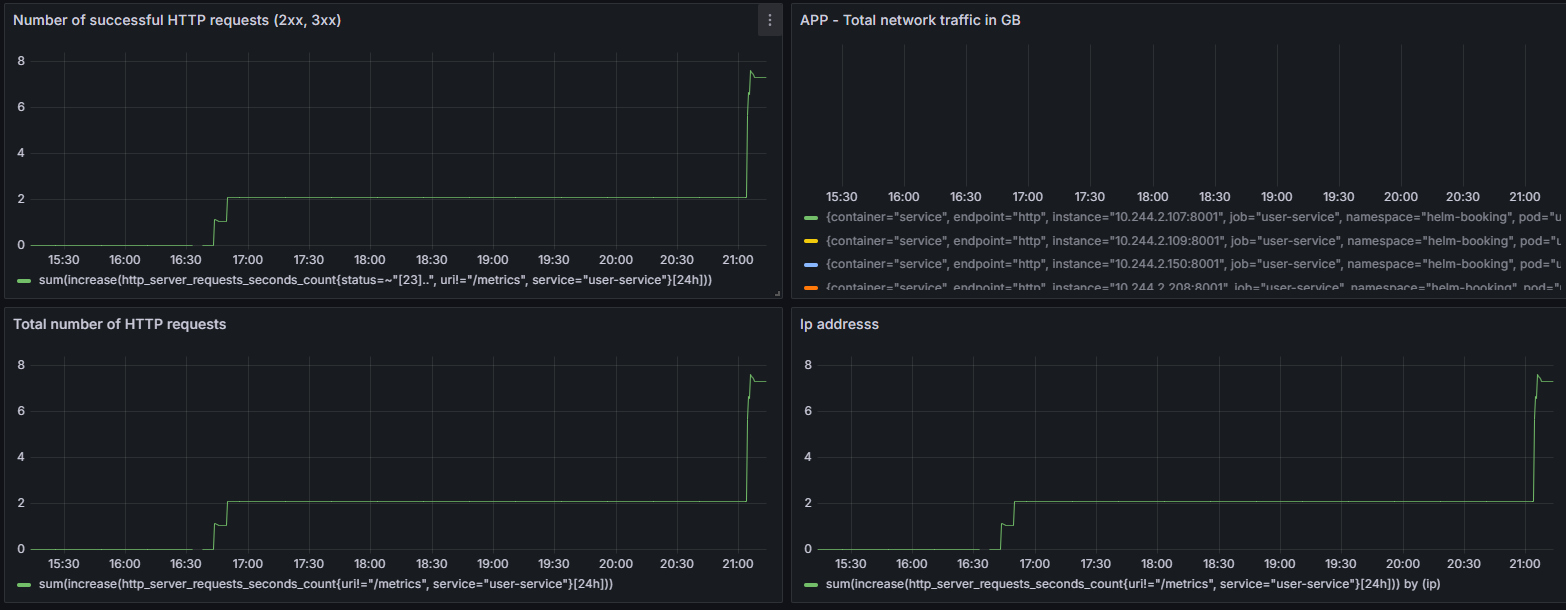 Number of successful HTTP requests (2xx, 3xx)
8
6
4
2
0
15:30 16:00 16:30 17:00 17:30 18:00 18:30 19:00 19:30 20:00 20:30 21:00
sum(increase(http_server_requests_seconds_count{status=~"[23]..", uri!="/metrics", service="user-service"}[24h]))
APP - Total network traffic in GB
15:30 16:00 16:30 17:00 17:30 18:00 18:30 19:00 19:30 20:00 20:30 21:00
{container="service", endpoint="http", instance="10.244.2.107:8001", job="user-service", namespace="helm-booking", pod="u
{container="service", endpoint="http", instance="10.244.2.109:8001", job="user-service", namespace="helm-booking", pod="u
{container="service", endpoint="http", instance="10.244.2.150:8001", job="user-service", namespace="helm-booking", pod="u
{container="service", endpoint="http", instance="10.244.2.208:8001", job="user-service", namespace="helm-booking", pod="u
Total number of HTTP requests
8
6
4
2
0
15:30 16:00 16:30 17:00 17:30 18:00 18:30 19:00 19:30 20:00 20:30 21:00
sum(increase(http_server_requests_seconds_count{uri!="/metrics", service="user-service"}[24h]))
Ip addresss
8
6
4
2
0
15:30 16:00 16:30 17:00 17:30 18:00 18:30 19:00 19:30 20:00 20:30 21:00
sum(increase(http_server_requests_seconds_count{uri!="/metrics", service="user-service"}[24h])) by (ip)